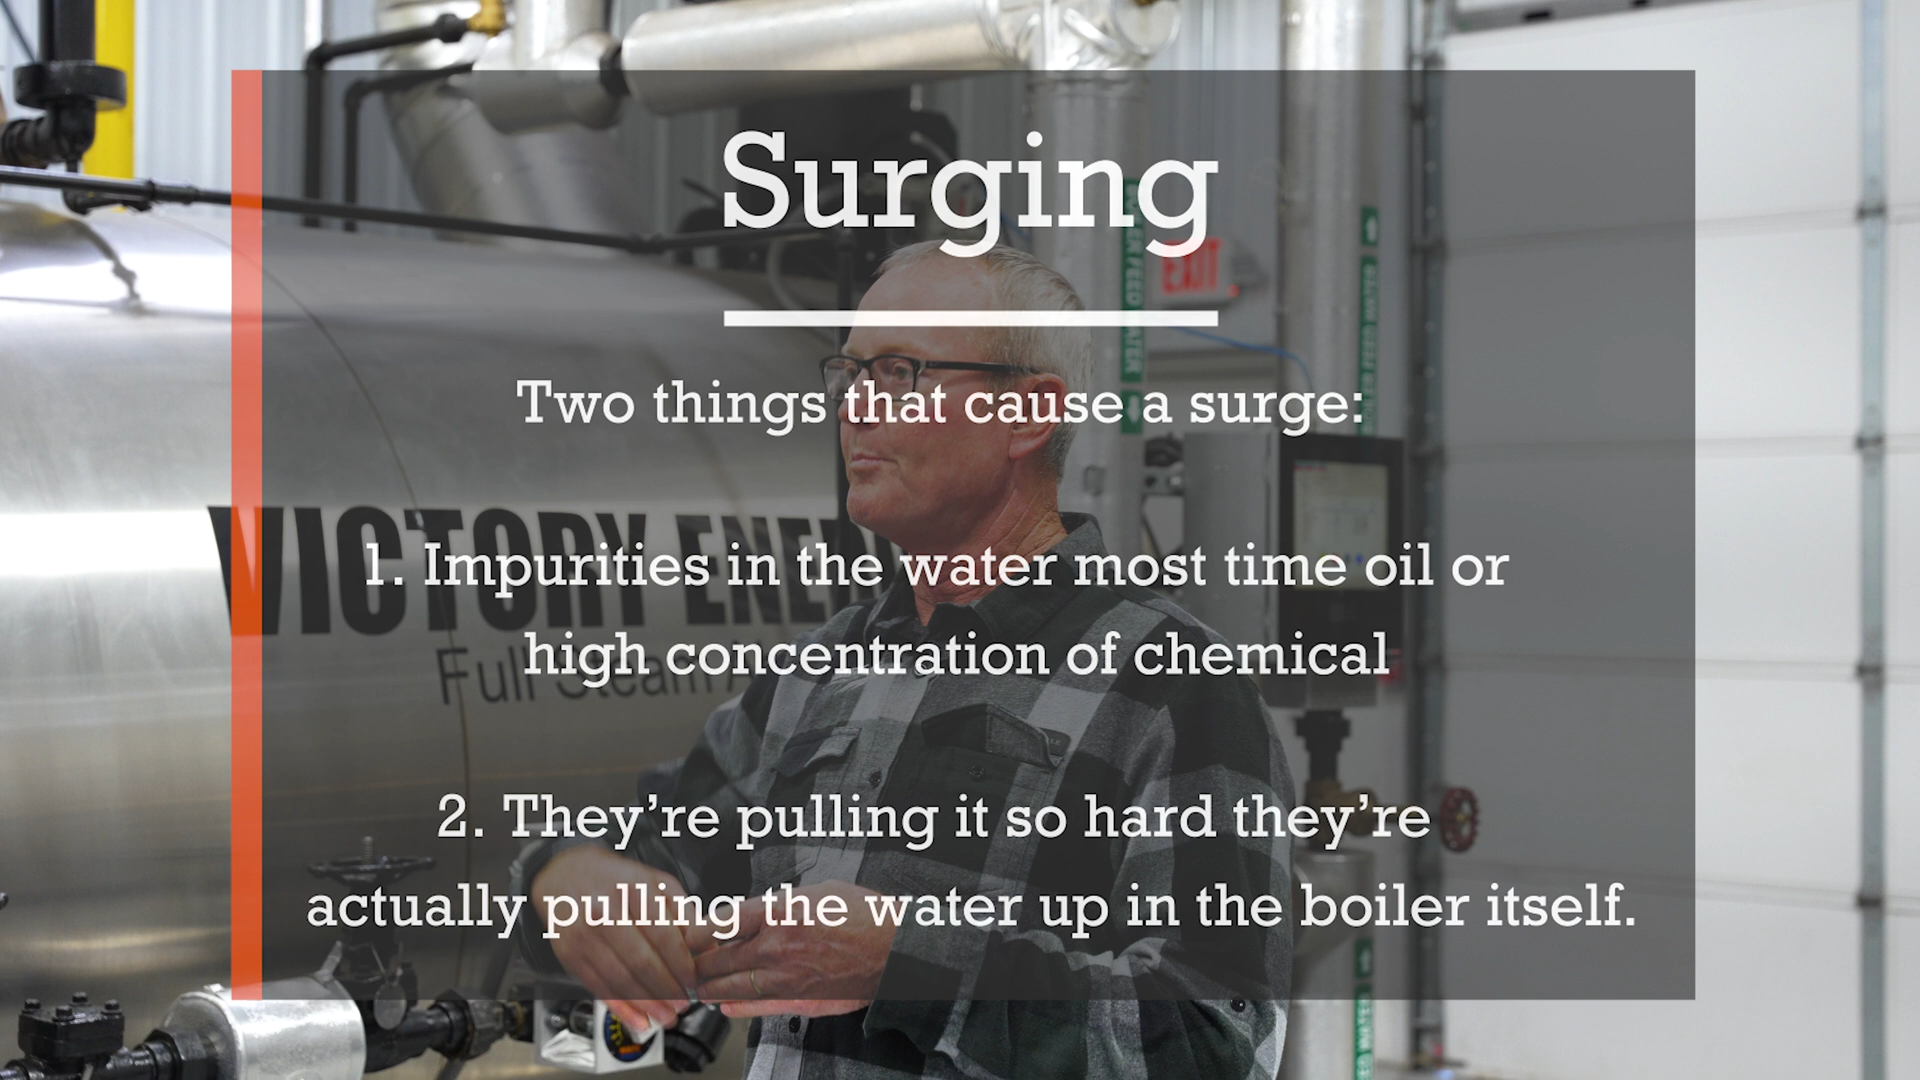 Surging
EXIT
Two things that cause a surge:
VICTORY
1. Impurities in the water most time oil or
high concentration of chemical
Full Steam
2. They’re pulling it so hard they’re
actually pulling the water up in the boiler itself.